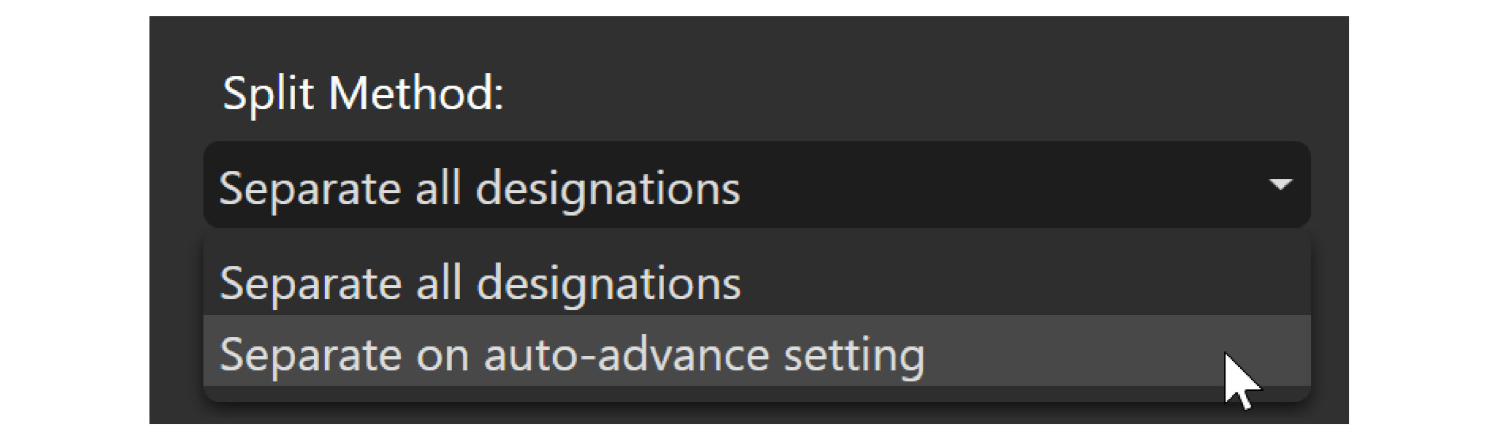 Split Method:
Separate all designations
Separate all designations
Separate on auto-advance setting